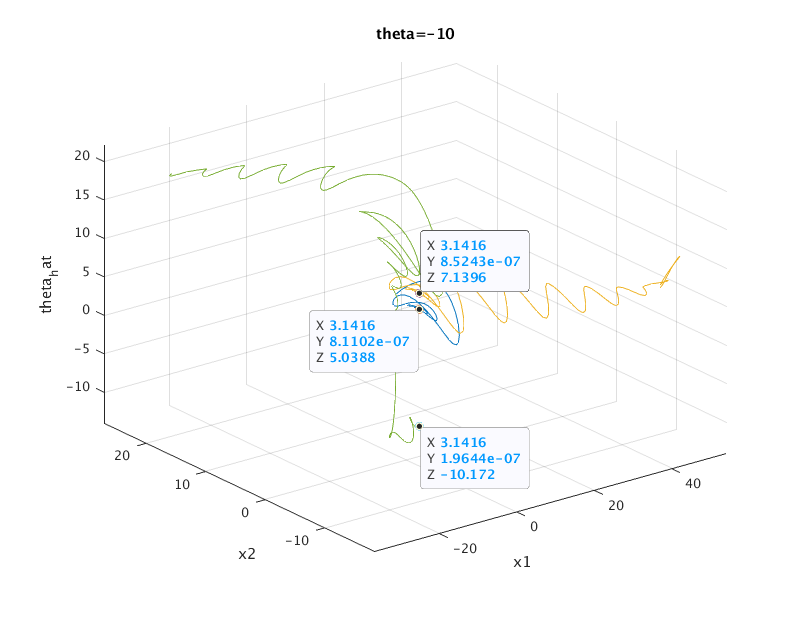 theta=-10
20
15
10
5
0
-5
-10
theta_hat
X 3.1416
Y 8.5243e-07
Z 7.1396
X 3.1416
Y 8.1102e-07
Z 5.0388
X 3.1416
Y 1.9644e-07
Z -10.172
20
10
0
-10
x2
-20
0
20
40
x1